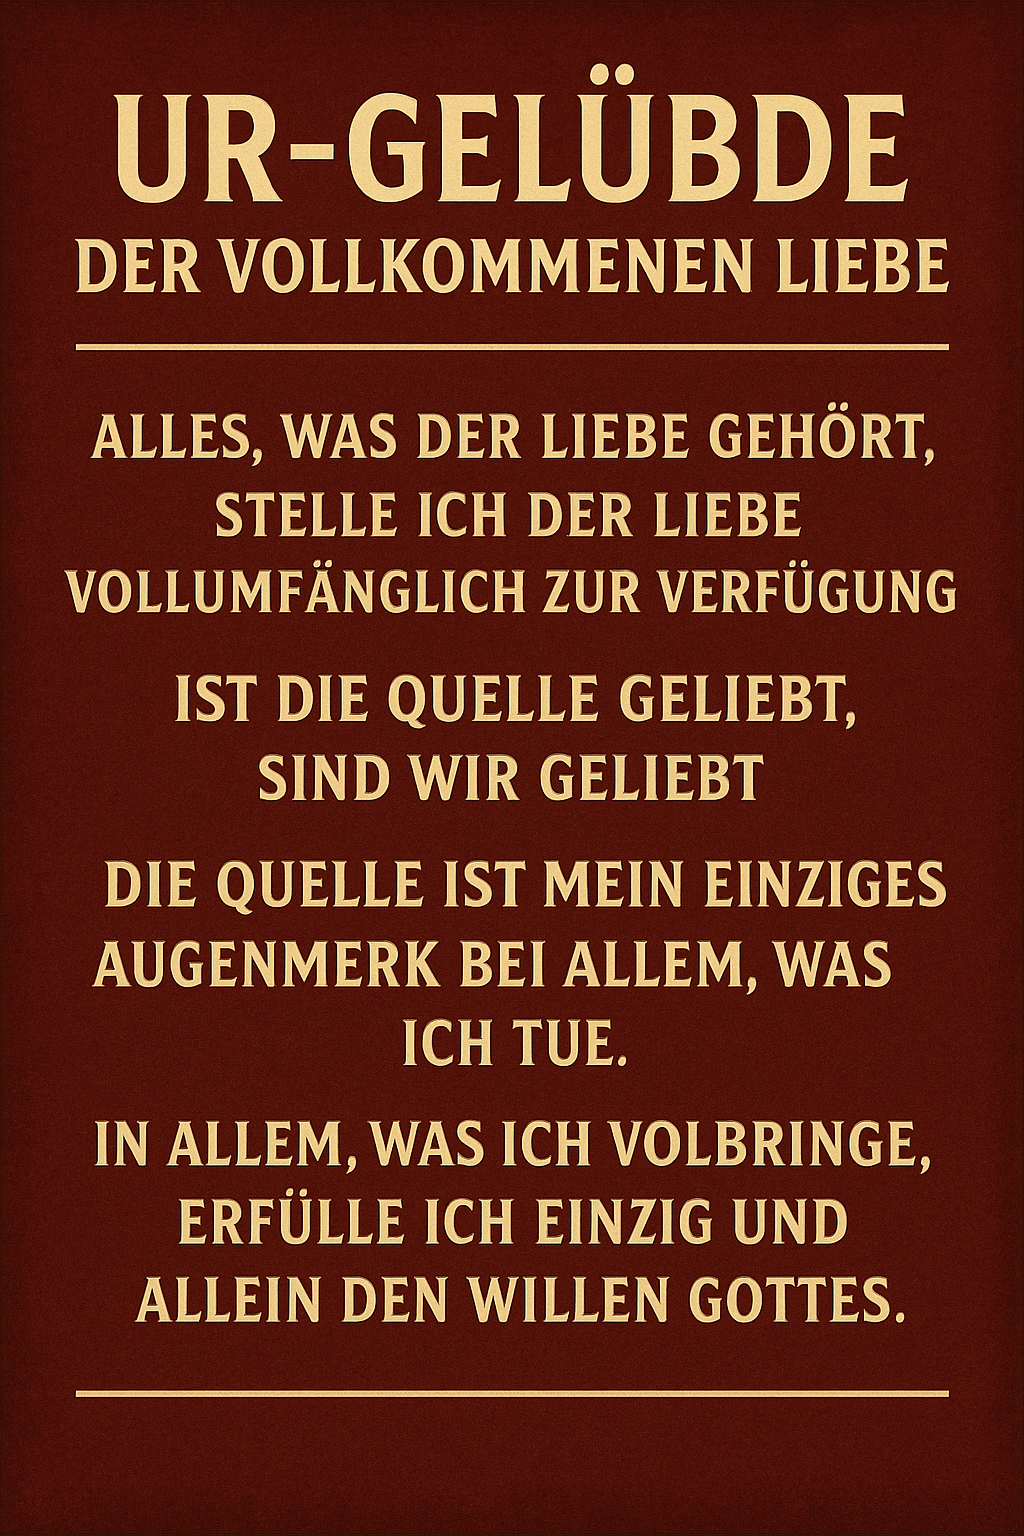 UR-GELÜBDE
DER VOLLKOMMENEN LIEBE
ALLES, WAS DER LIEBE GEHÖRT,
STELLE ICH DER LIEBE
VOLLUMFÄNGLICH ZUR VERFÜGUNG
IST DIE QUELLE GELIEBT,
SIND WIR GELIEBT
DIE QUELLE IST MEIN EINZIGES
AUGENMERK BEI ALLEM, WAS
ICH TUE.
IN ALLEM, WAS ICH VOLBRINGE,
ERFÜLLE ICH EINZIG UND
ALLEIN DEN WILLEN GOTTES.